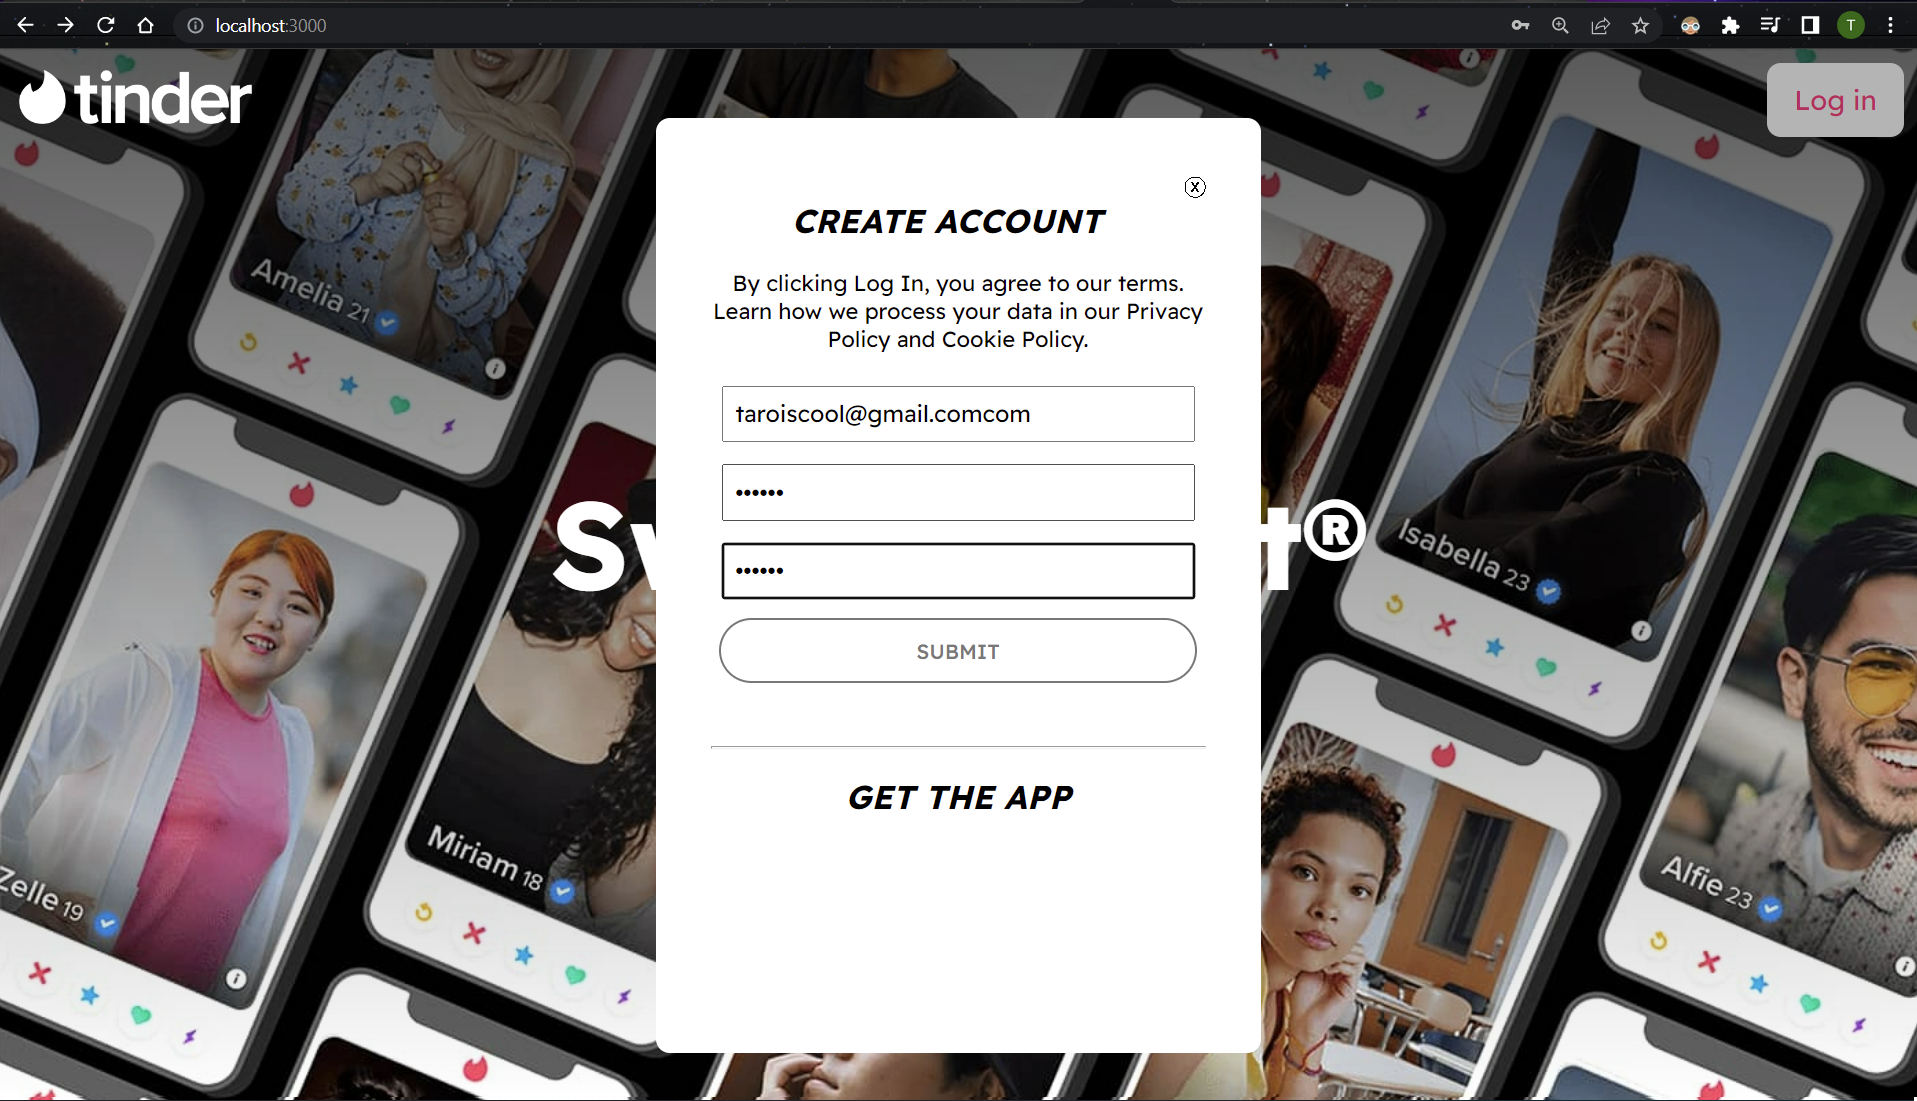 localhost:3000
T
tinder
Log in
X
CREATE ACCOUNT
By clicking Log In, you agree to our terms.
Learn how we process your data in our Privacy
Policy and Cookie Policy.
taroiscool@gmail.comcom
••••••
••••••
SUBMIT
GET THE APP
Amelia 21
Isabella 23
Miriam 18
Zelle 19
Alfie 23